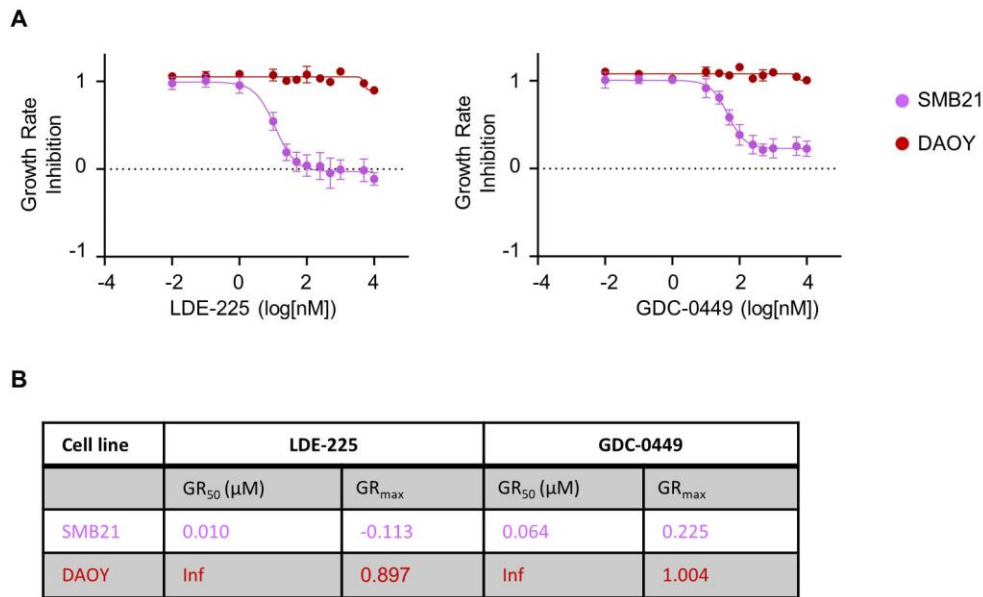 A
Growth Rate
Inhibition
1
0
-1
-4 -2 0 2 4
LDE-225 (log[nM])
Growth Rate
Inhibition
1
0
-1
-4 -2 0 2 4
GDC-0449 (log[nM])
SMB21
DAOY
B
Cell line LDE-225 GDC-0449
GR50 (μM) GRmax GR50 (μM) GRmax
SMB21 0.010 -0.113 0.064 0.225
DAOY Inf 0.897 Inf 1.004